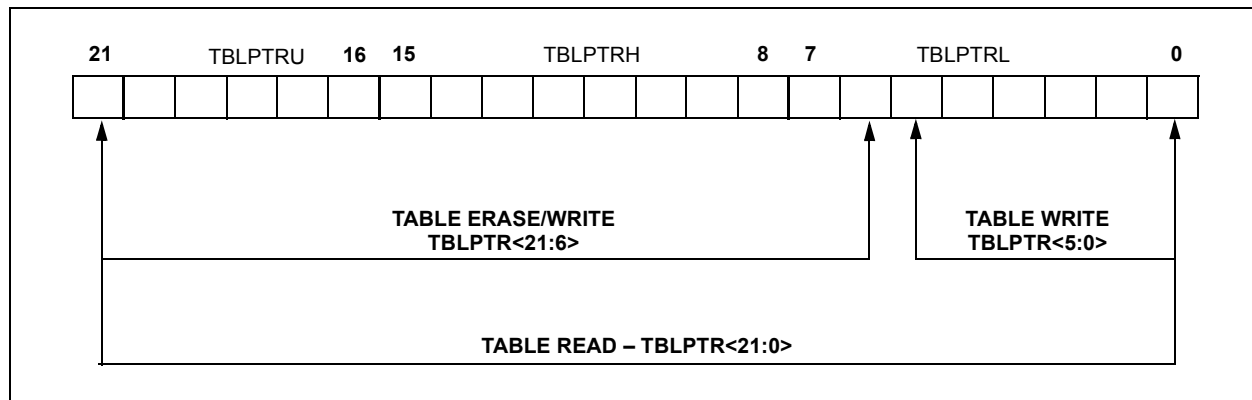 21 TBLPTRU 16 15 TBLPTRH 8 7 TBLPTRL 0
TABLE ERASE/WRITE
TBLPTR<21:6>
TABLE WRITE
TBLPTR<5:0>
TABLE READ – TBLPTR<21:0>